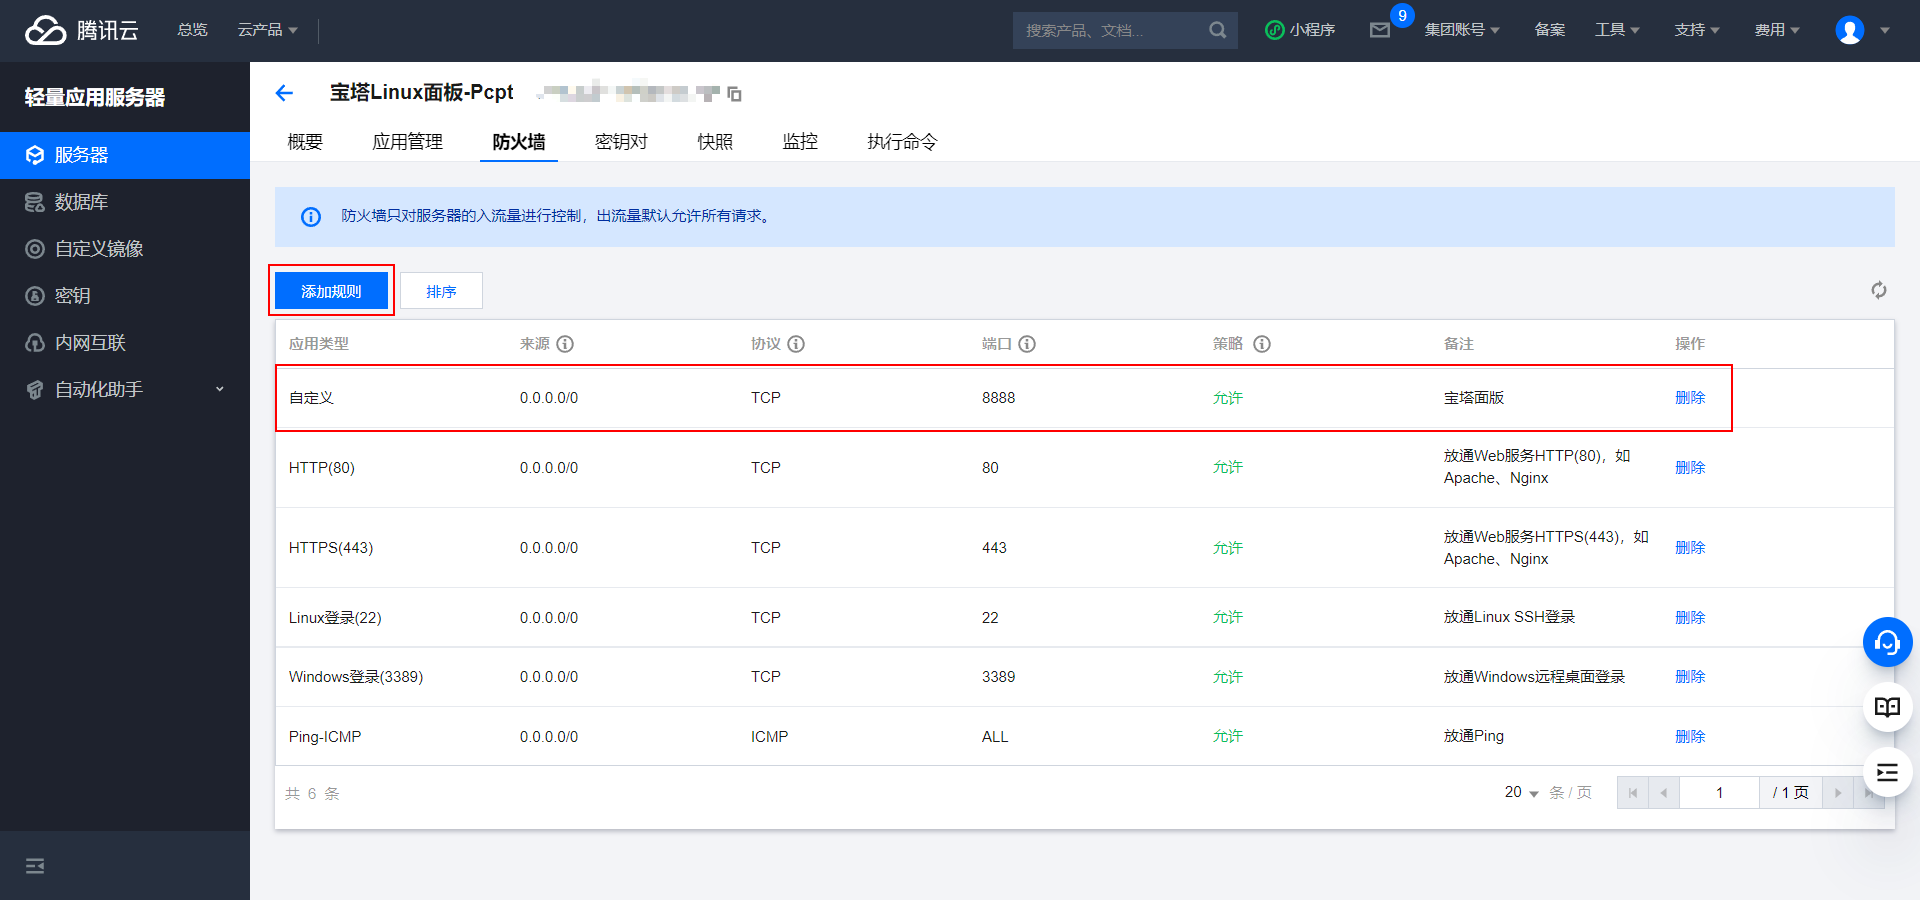 腾讯云 总览 云产品 搜索产品、文档... 小程序 9 集团账号 备案 工具 支持 费用
轻量应用服务器
服务器
数据库
自定义镜像
密钥
内网互联
自动化助手
宝塔Linux面板-Pcpt
概要 应用管理 防火墙 密钥对 快照 监控 执行命令
防火墙只对服务器的入流量进行控制，出流量默认允许所有请求。
添加规则 排序
应用类型 来源 协议 端口 策略 备注 操作
自定义 0.0.0.0/0 TCP 8888 允许 宝塔面版 删除
HTTP(80) 0.0.0.0/0 TCP 80 允许 放通Web服务HTTP(80)，如
Apache、Nginx 删除
HTTPS(443) 0.0.0.0/0 TCP 443 允许 放通Web服务HTTPS(443)，如
Apache、Nginx 删除
Linux登录(22) 0.0.0.0/0 TCP 22 允许 放通Linux SSH登录 删除
Windows登录(3389) 0.0.0.0/0 TCP 3389 允许 放通Windows远程桌面登录 删除
Ping-ICMP 0.0.0.0/0 ICMP ALL 允许 放通Ping 删除
共 6 条 20 条 / 页 1 / 1 页